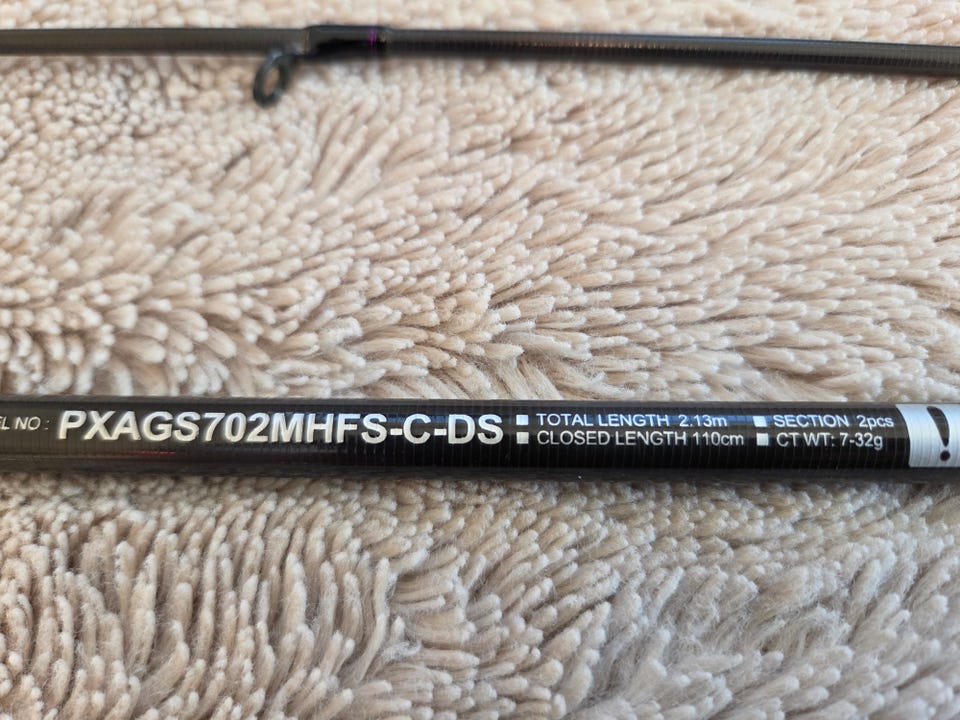 EL NO : PXAGS702MHFS-C-DS ■ TOTAL LENGTH 2.13m ■ SECTION 2pcs
■ CLOSED LENGTH 110cm ■ CT WT: 7-32g
!